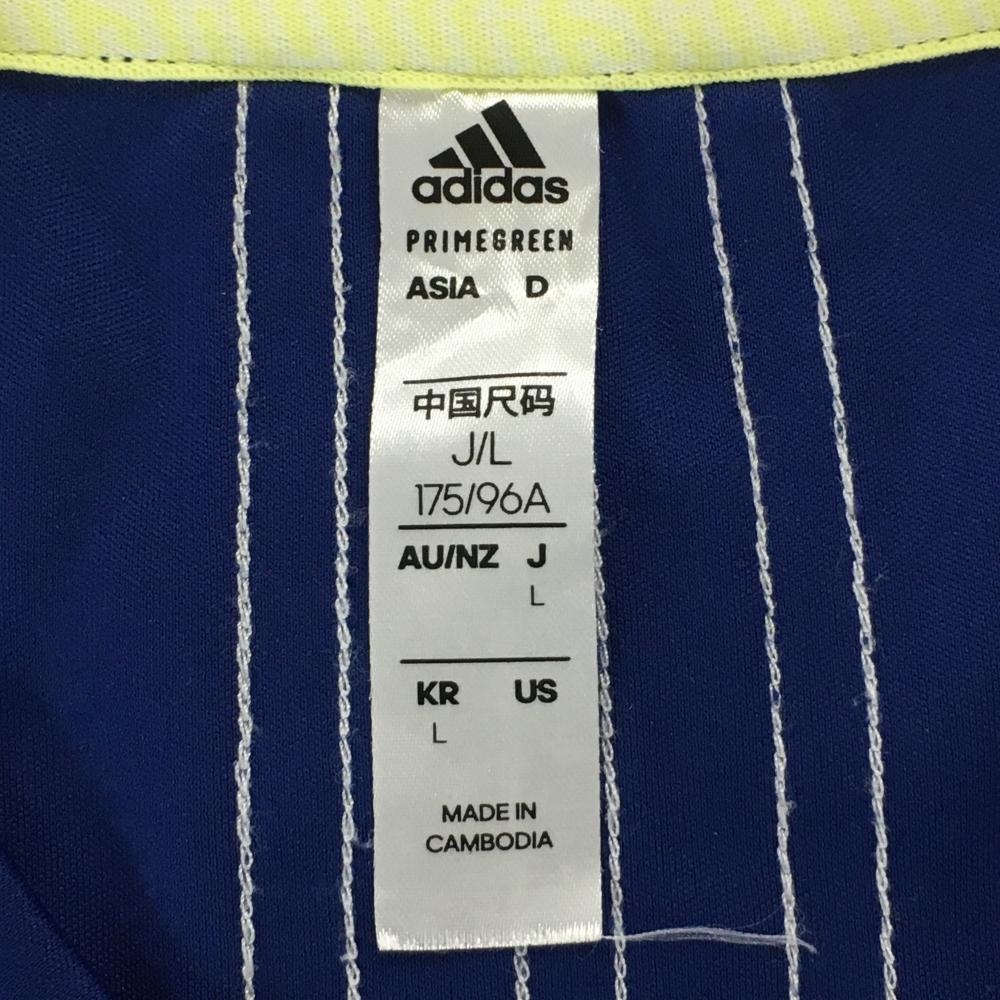 adidas
PRIMEGREEN
ASIA D
中国尺码
J/L
175/96A
AU/NZ J
L
KR US
L
MADE IN
CAMBODIA